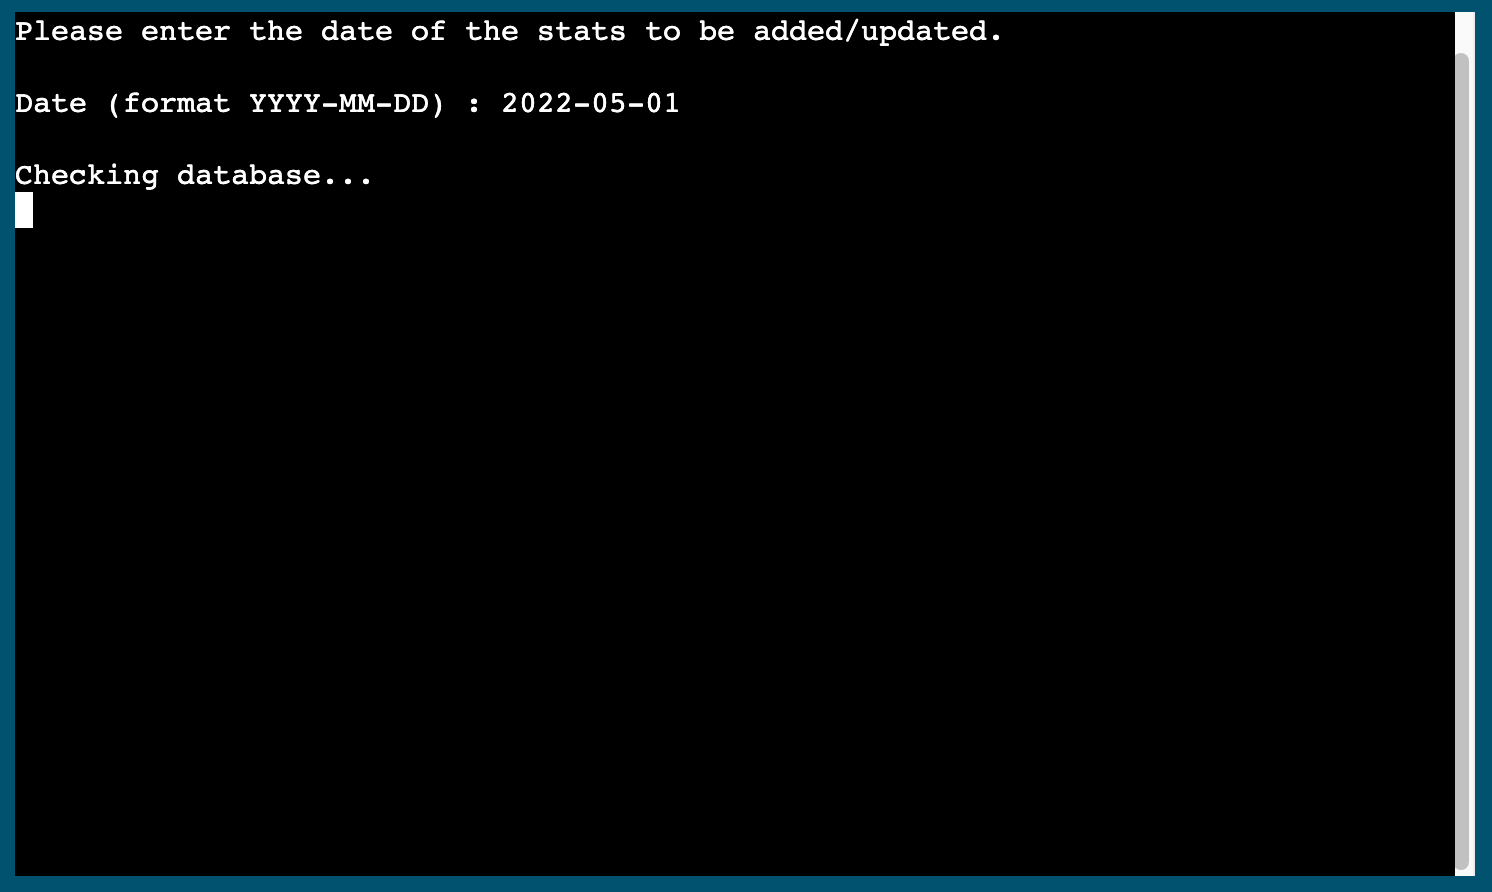 Please enter the date of the stats to be added/updated.
Date (format YYYY-MM-DD) : 2022-05-01
Checking database...